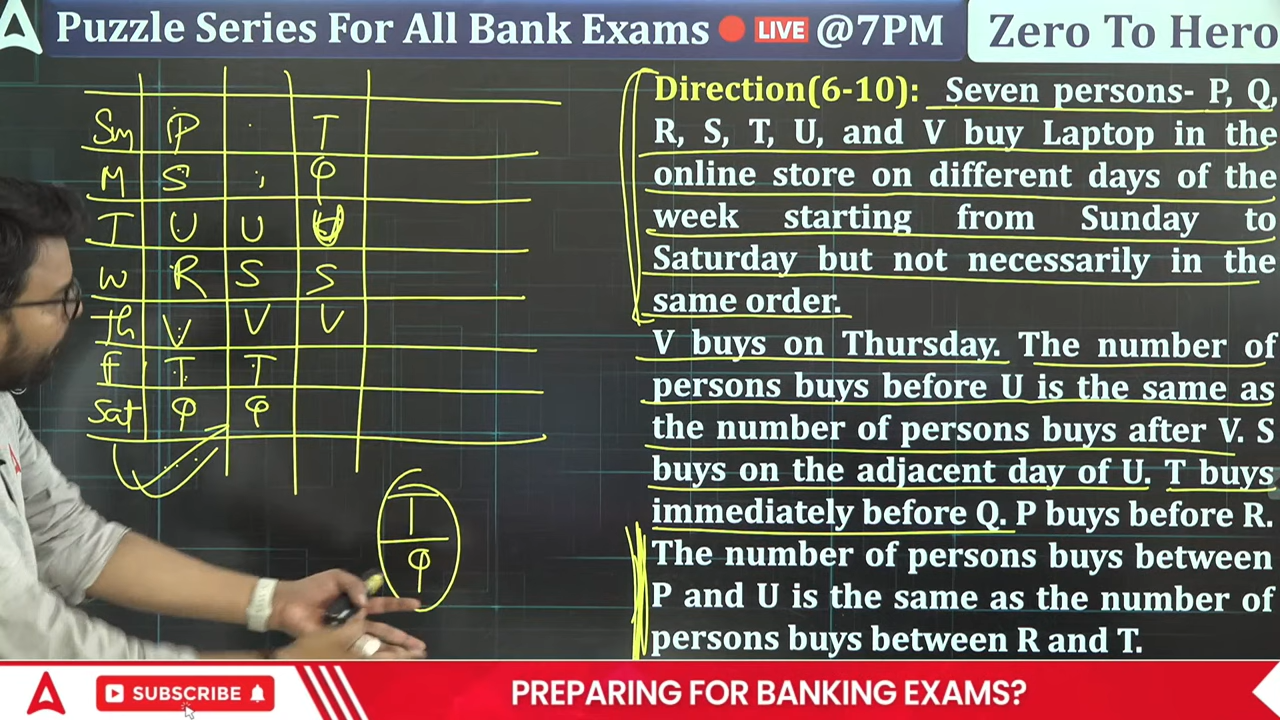 Puzzle Series For All Bank Exams LIVE @7PM
Zero To Hero
Sun P . T
M S . Q
T U U U
W R S S
Th V V V
F T T
Sat Q Q
T
Q
Direction(6-10): Seven persons- P, Q,
R, S, T, U, and V buy Laptop in the
online store on different days of the
week starting from Sunday to
Saturday but not necessarily in the
same order.
V buys on Thursday. The number of
persons buys before U is the same as
the number of persons buys after V. S
buys on the adjacent day of U. T buys
immediately before Q. P buys before R.
The number of persons buys between
P and U is the same as the number of
persons buys between R and T.
SUBSCRIBE
PREPARING FOR BANKING EXAMS?